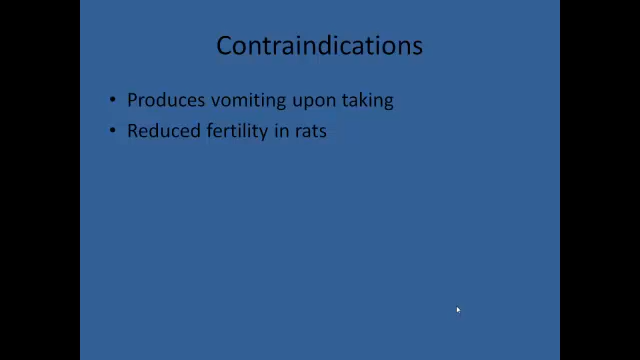 Contraindications
• Produces vomiting upon taking
• Reduced fertility in rats